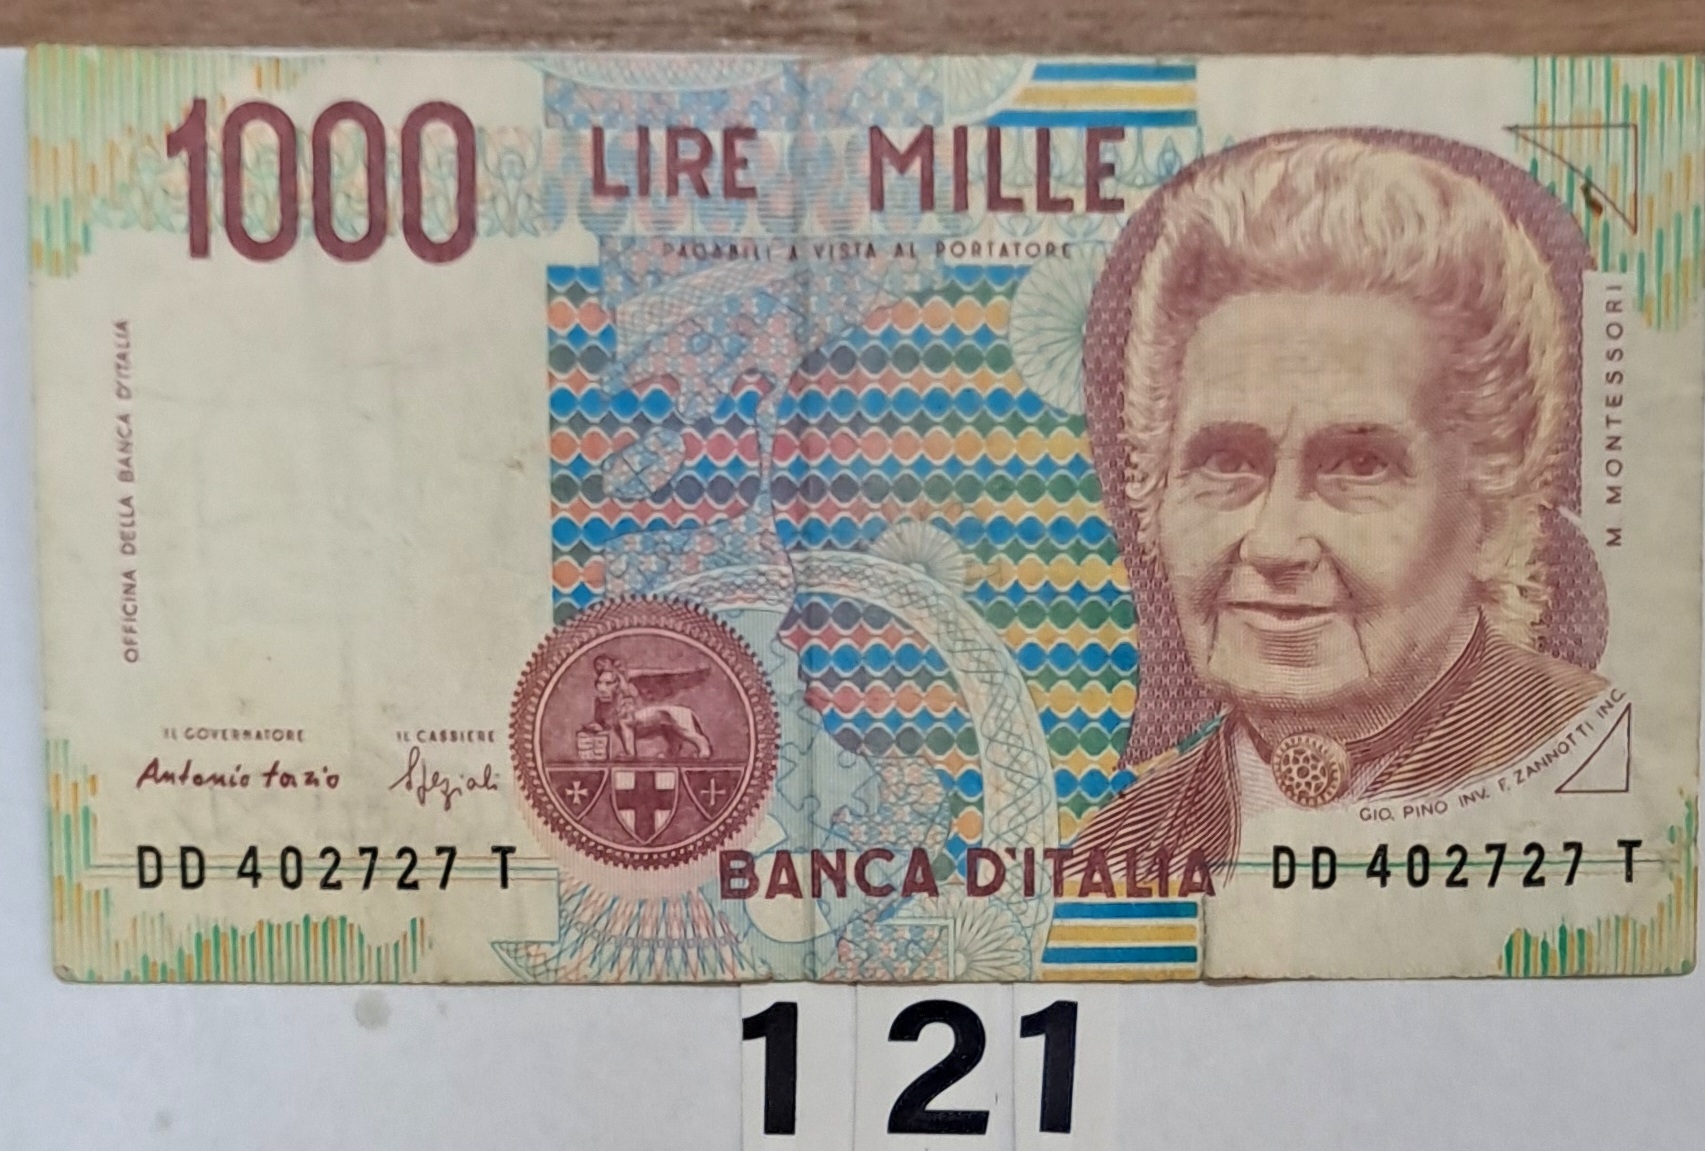 1000 LIRE MILLE
PAGABILI A VISTA AL PORTATORE
OFFICINA DELLA BANCA D'ITALIA
M MONTESSORI
IL GOVERNATORE IL CASSIERE
Antonio Fazio Speziali
GIO. PINO INV. F. ZANNOTTI INC.
DD 402727 T BANCA D'ITALIA DD 402727 T
121